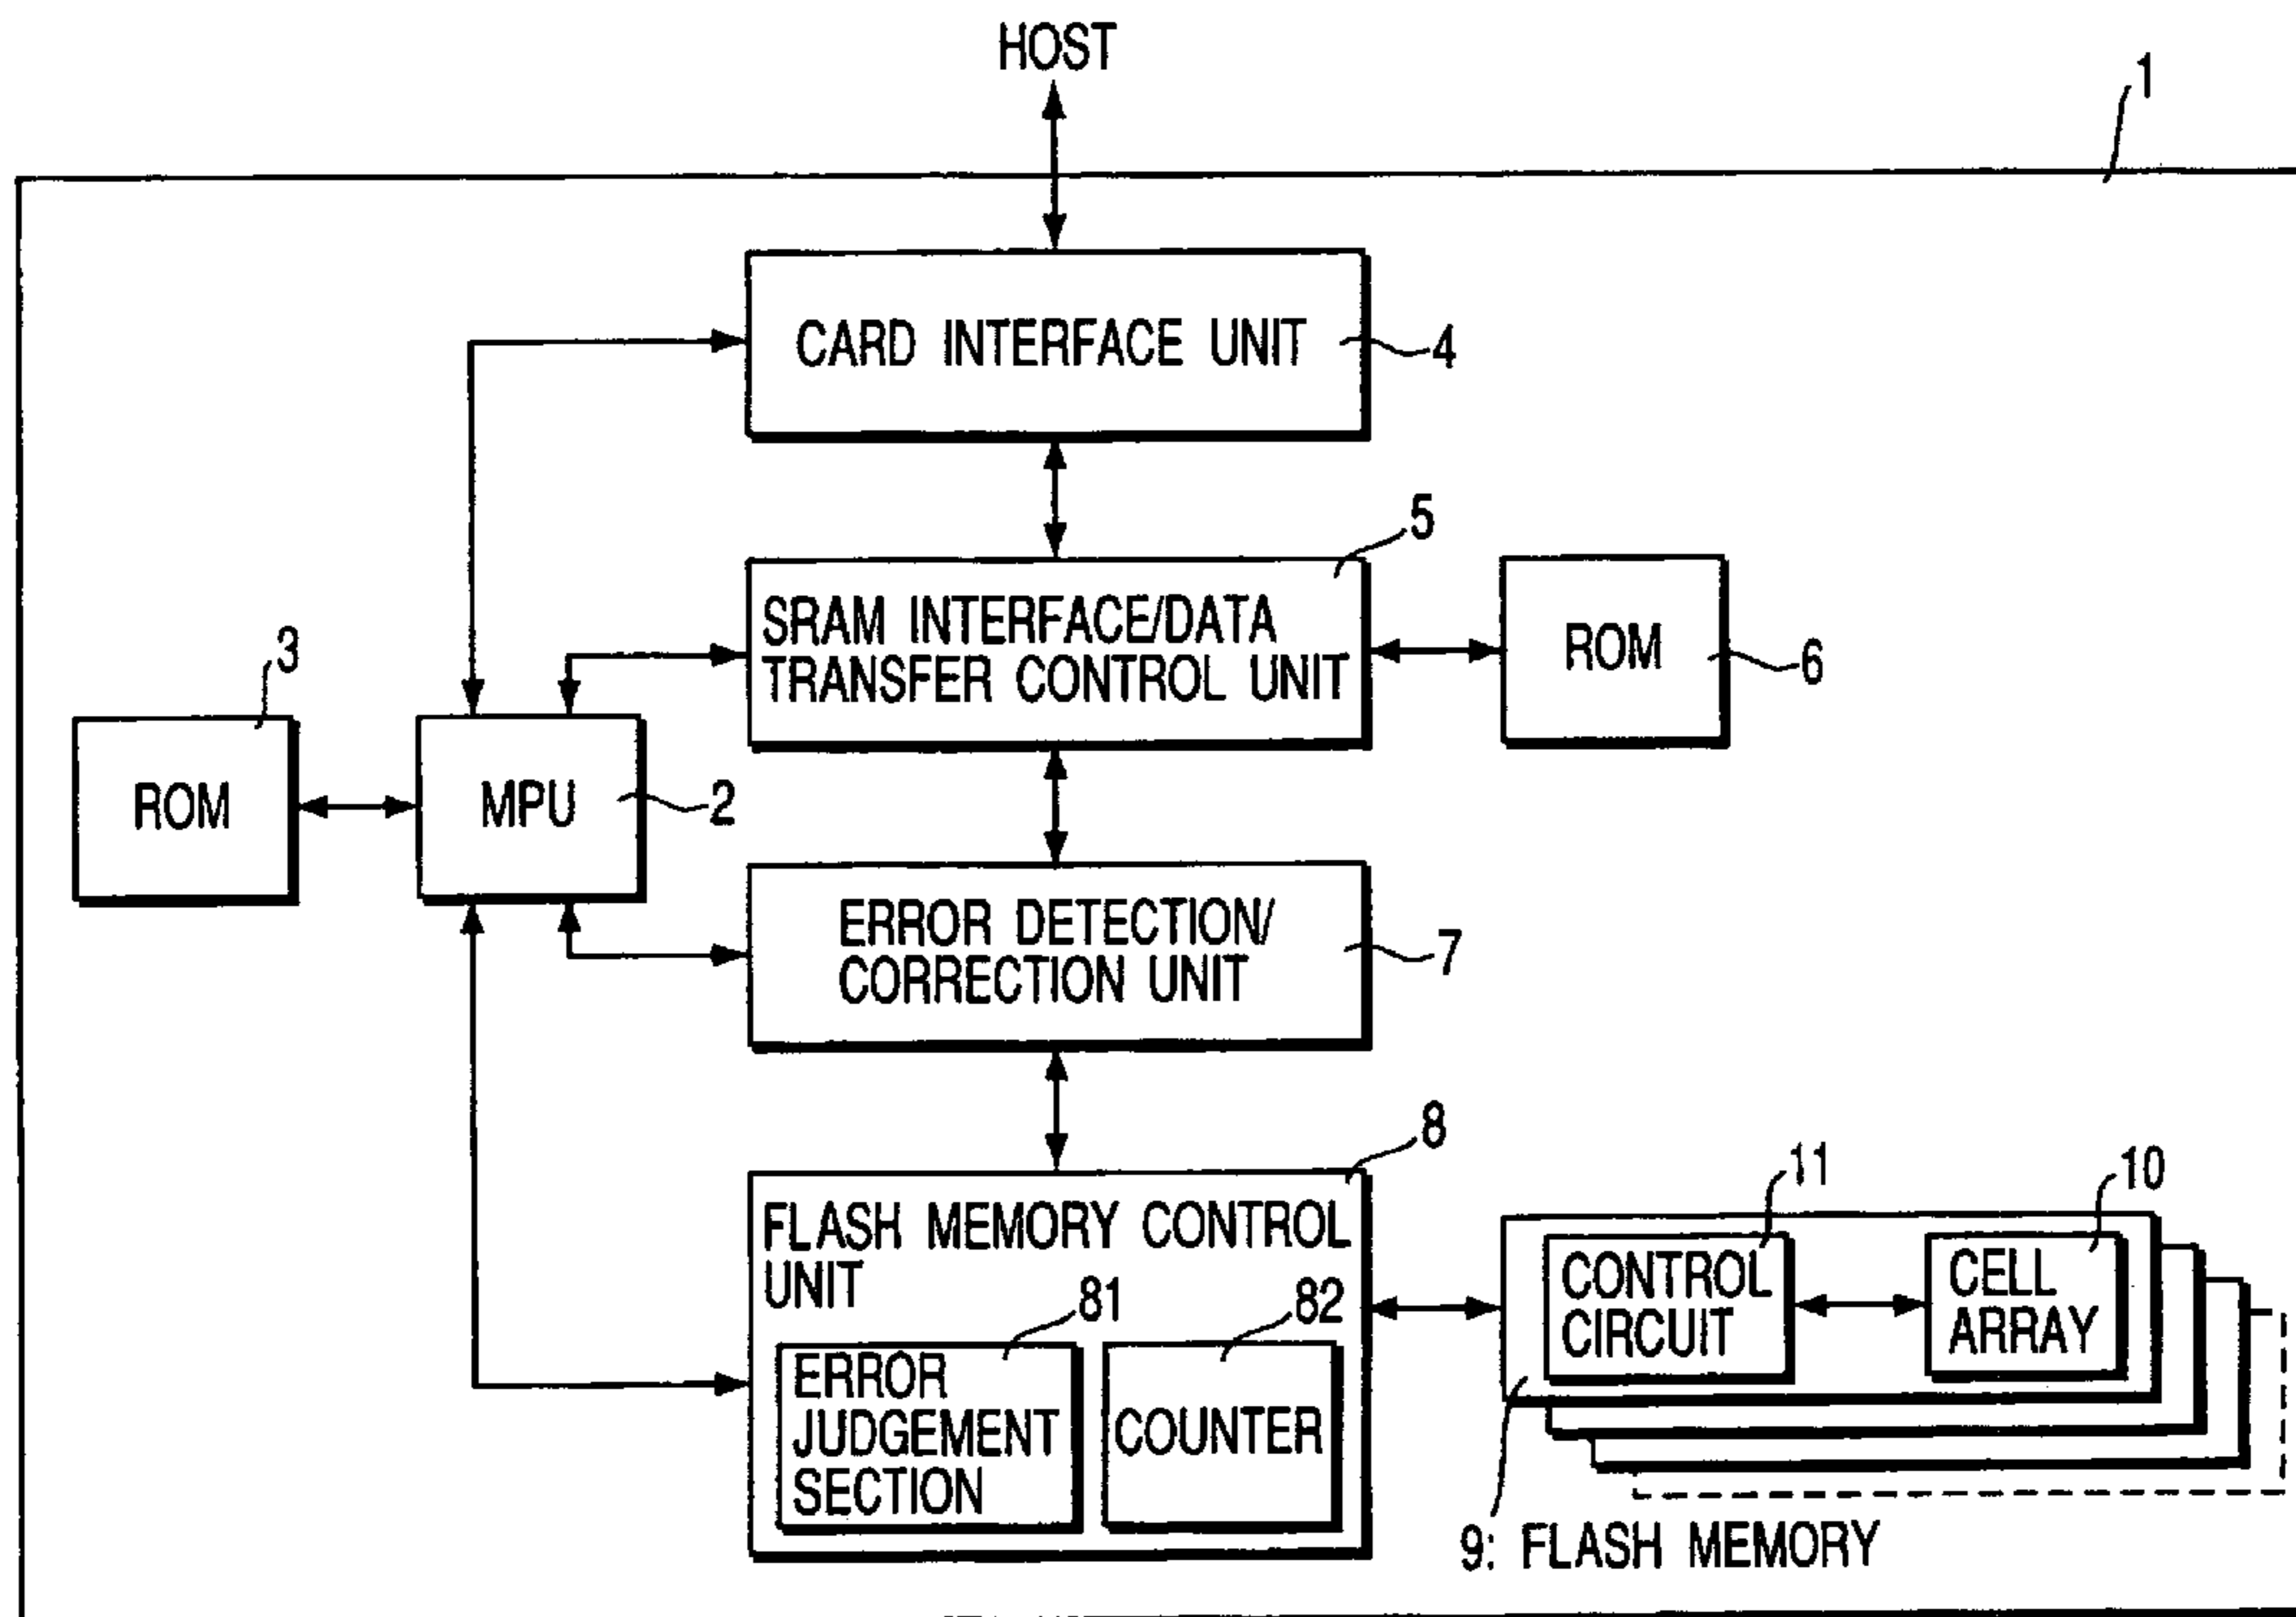 HOST
1
CARD INTERFACE UNIT
4
5
SRAM INTERFACE/DATA
TRANSFER CONTROL UNIT
ROM
6
3
ROM
MPU
2
ERROR DETECTION/
CORRECTION UNIT
7
8
FLASH MEMORY CONTROL
UNIT
81
82
ERROR
JUDGEMENT
SECTION
COUNTER
11
10
CONTROL
CIRCUIT
CELL
ARRAY
9: FLASH MEMORY